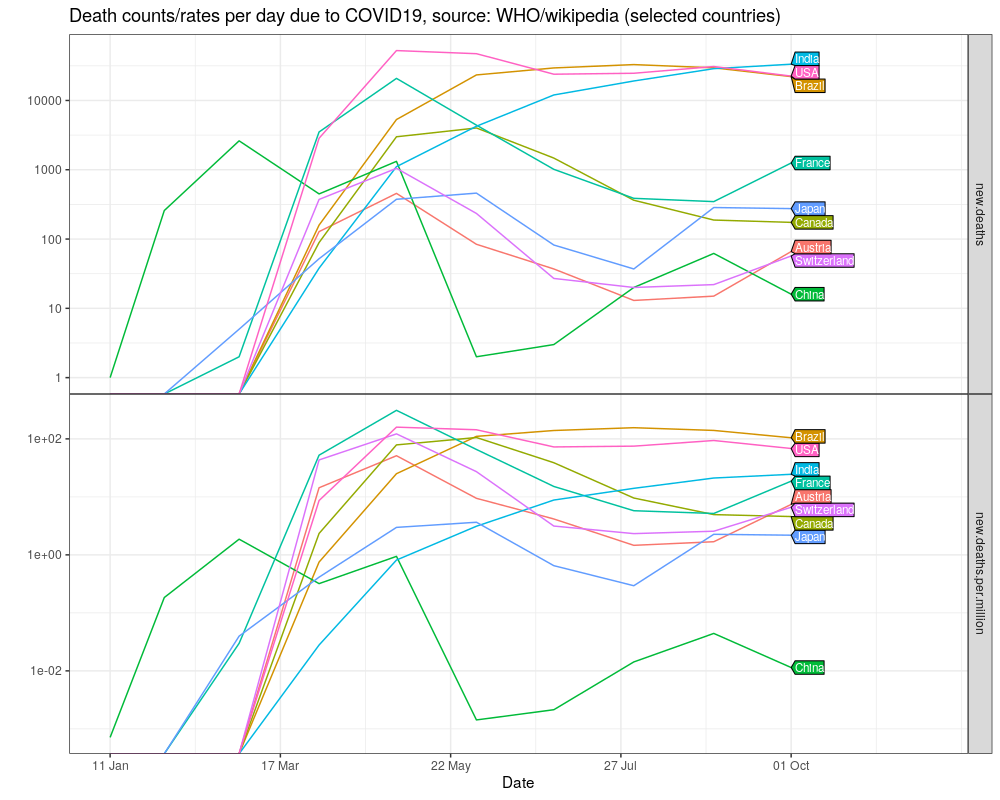 Death counts/rates per day due to COVID19, source: WHO/wikipedia (selected countries)
10000
1000
100
10
1
India
USA
Brazil
France
Japan
Canada
Austria
Switzerland
China
new.deaths
1e+02
1e+00
1e-02
Brazil
USA
India
France
Austria
Switzerland
Canada
Japan
China
new.deaths.per.million
11 Jan
17 Mar
22 May
27 Jul
01 Oct
Date